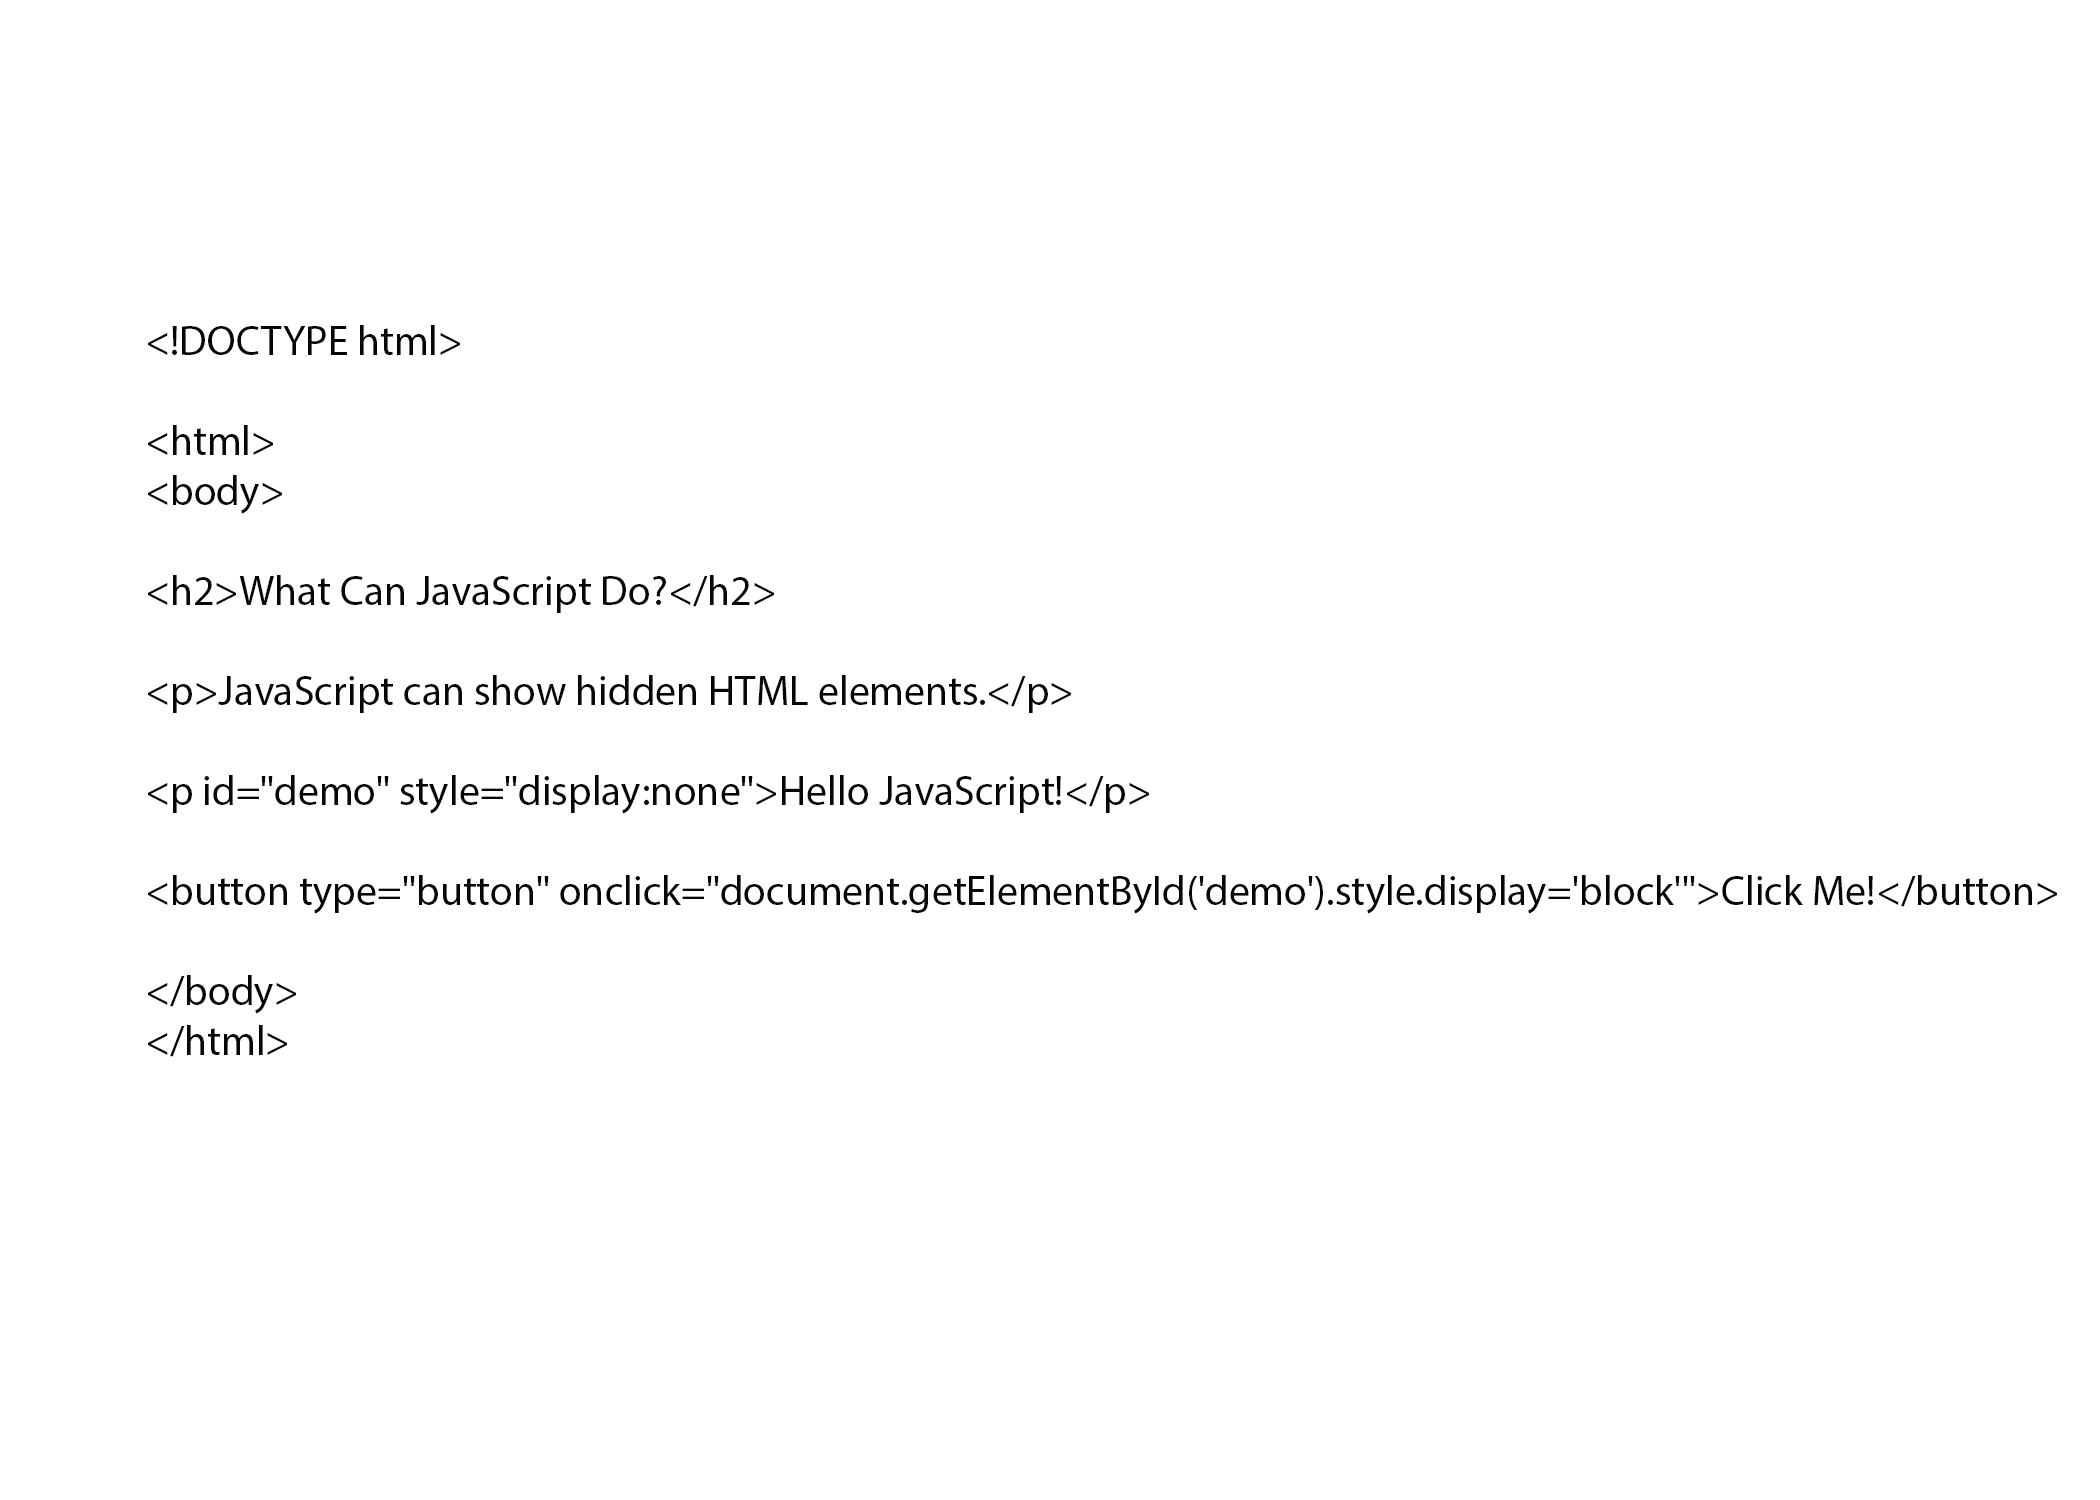 <!DOCTYPE html>
<html>
<body>
<h2>What Can JavaScript Do?</h2>
<p>JavaScript can show hidden HTML elements.</p>
<p id="demo" style="display:none">Hello JavaScript!</p>
<button type="button" onclick="document.getElementById('demo').style.display='block'">Click Me!</button>
</body>
</html>